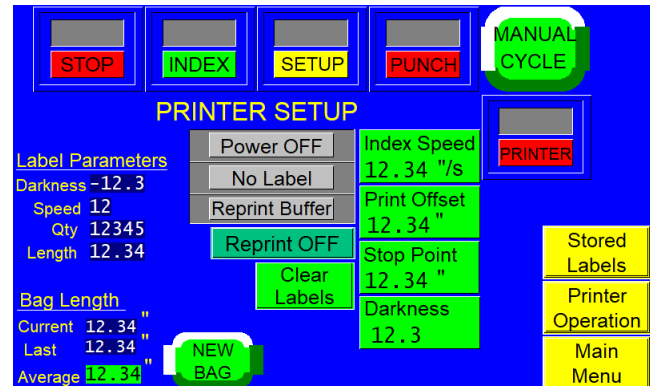 STOP
INDEX
SETUP
PUNCH
MANUAL
CYCLE
PRINTER SETUP
PRINTER
Label Parameters
Darkness -12.3
Speed 12
Qty 12345
Length 12.34
Power OFF
No Label
Reprint Buffer
Reprint OFF
Clear
Labels
Index Speed
12.34 "/s
Print Offset
12.34 "
Stop Point
12.34 "
Darkness
12.3
Bag Length
Current 12.34 "
Last 12.34 "
Average 12.34 "
NEW
BAG
Stored
Labels
Printer
Operation
Main
Menu